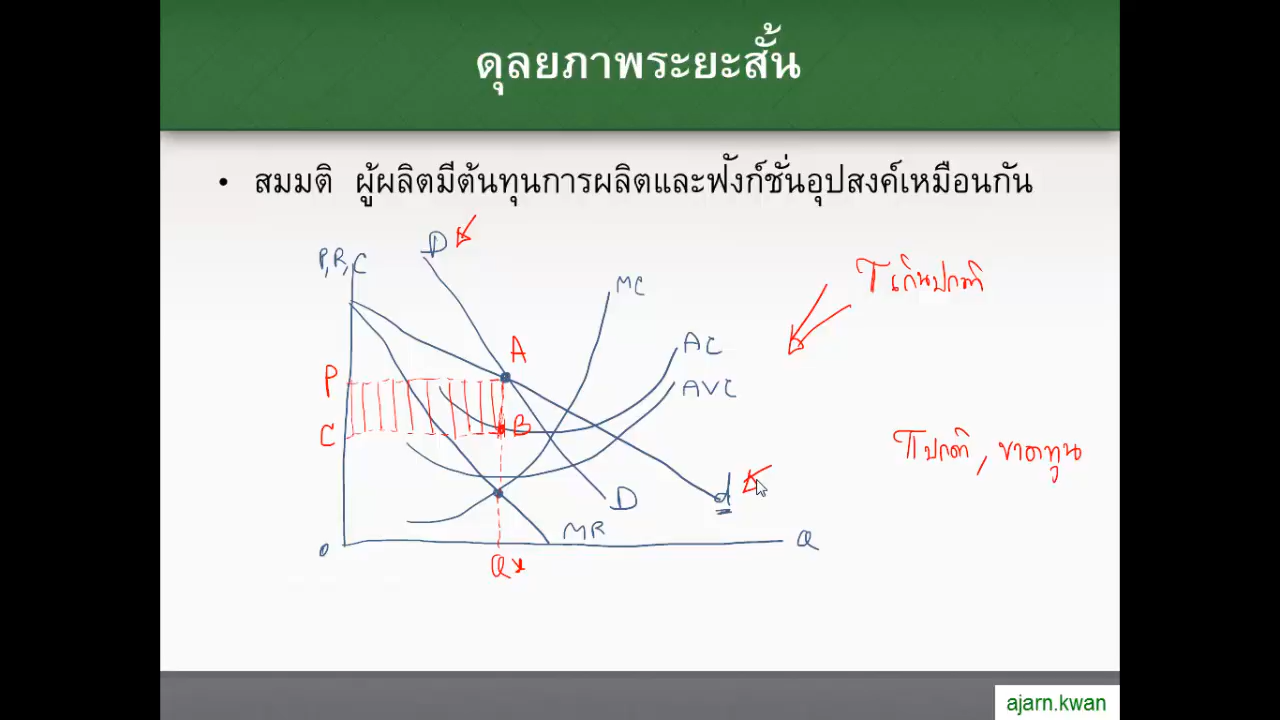 ดุลยภาพระยะสั้น
• สมมติ ผู้ผลิตมีต้นทุนการผลิตและฟังก์ชั่นอุปสงค์เหมือนกัน
P,R,C
D
MC
π เกินปกติ
A
AC
P
AVC
C
B
π ปกติ, ขาดทุน
D
d
MR
0
Q
Q*
ajarn.kwan